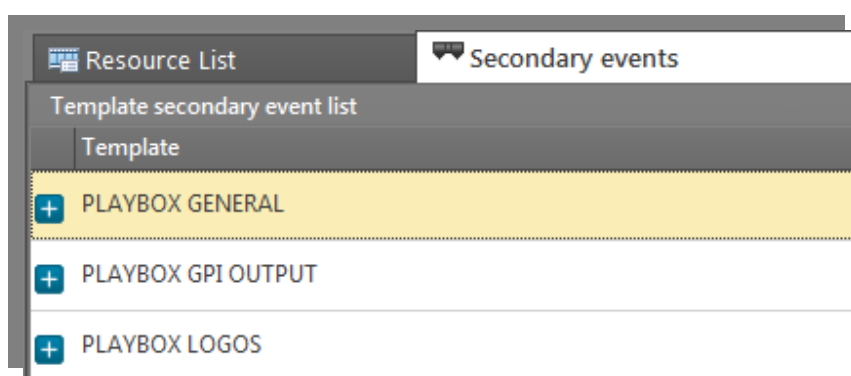 Resource List
Secondary events
Template secondary event list
Template
PLAYBOX GENERAL
PLAYBOX GPI OUTPUT
PLAYBOX LOGOS